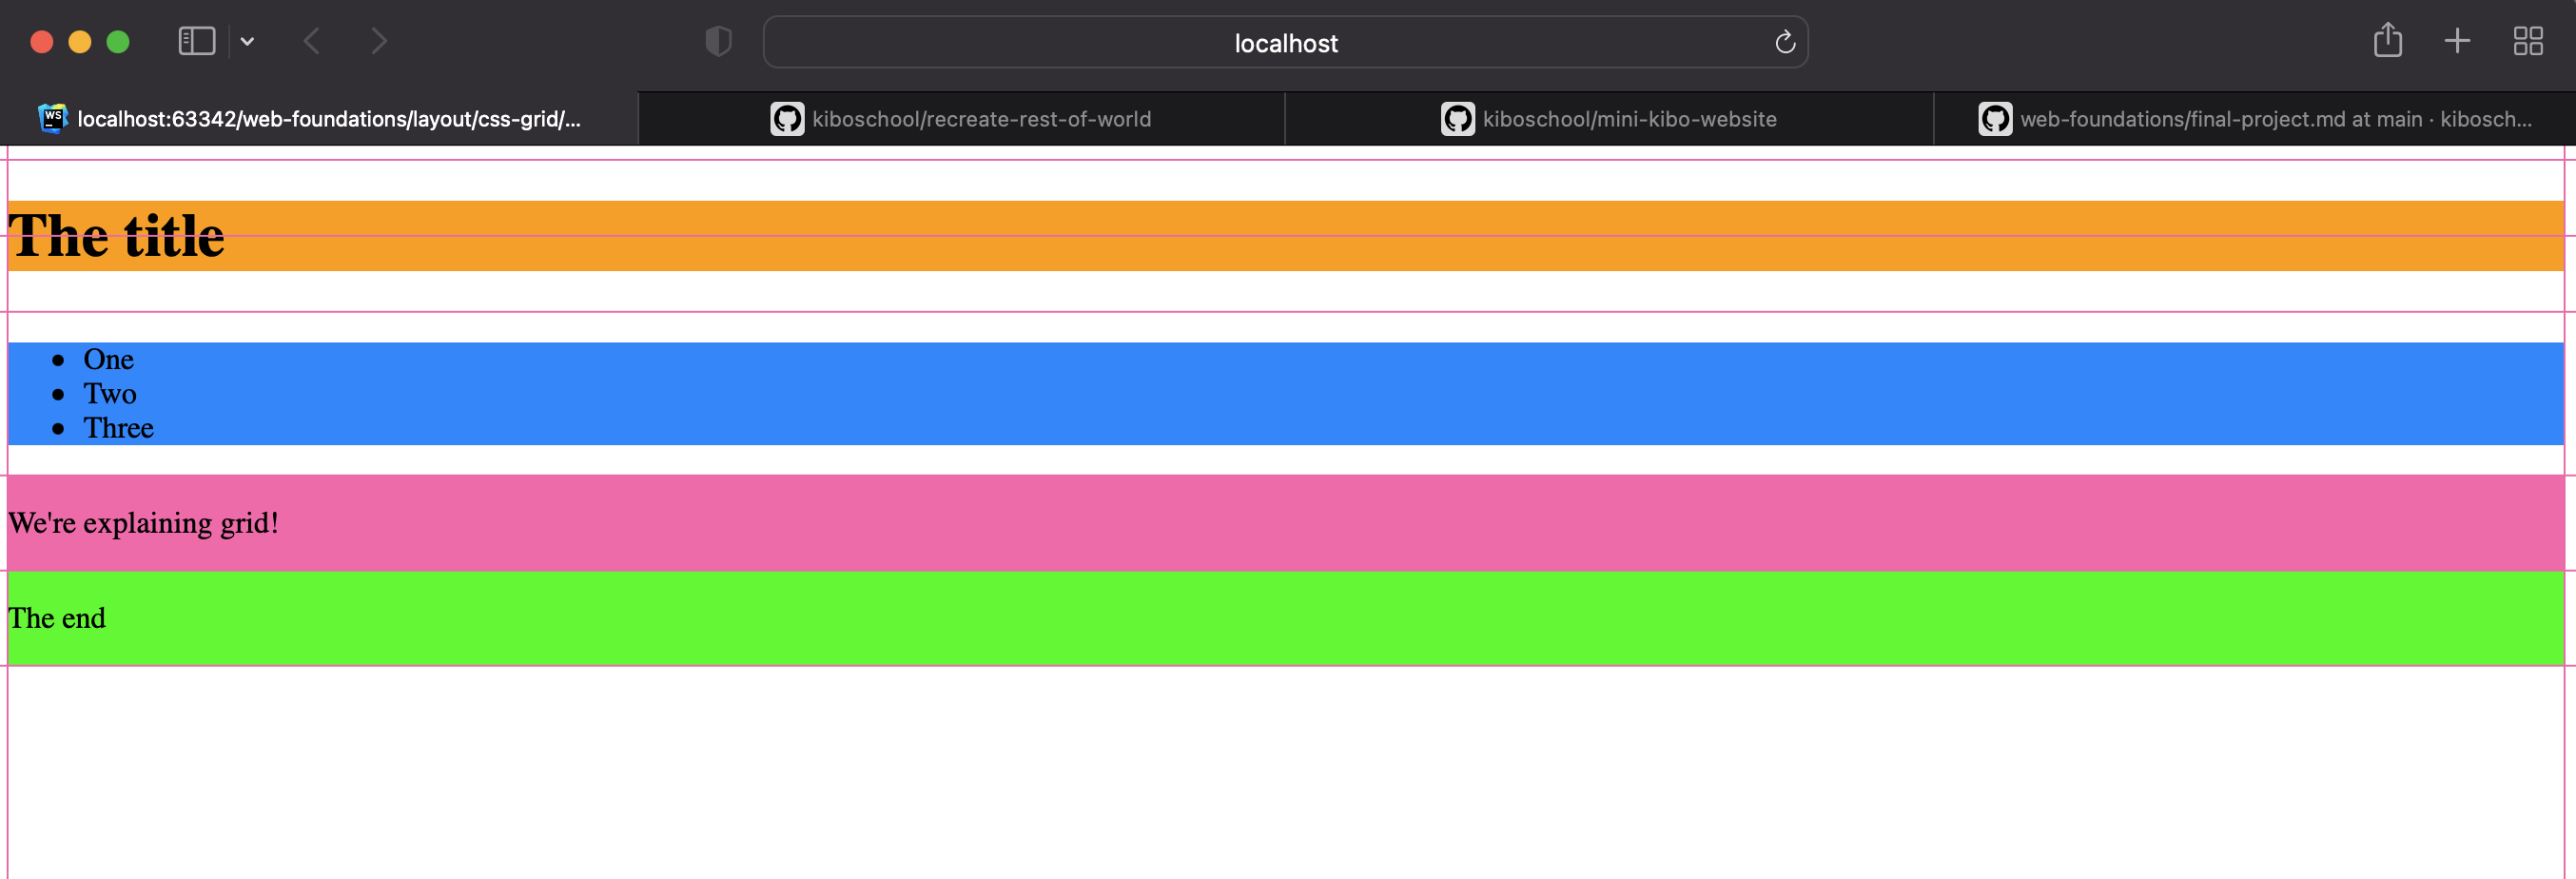 localhost
WS localhost:63342/web-foundations/layout/css-grid/... kiboschool/recreate-rest-of-world kiboschool/mini-kibo-website web-foundations/final-project.md at main · kibosch...
The title
• One
• Two
• Three
We're explaining grid!
The end